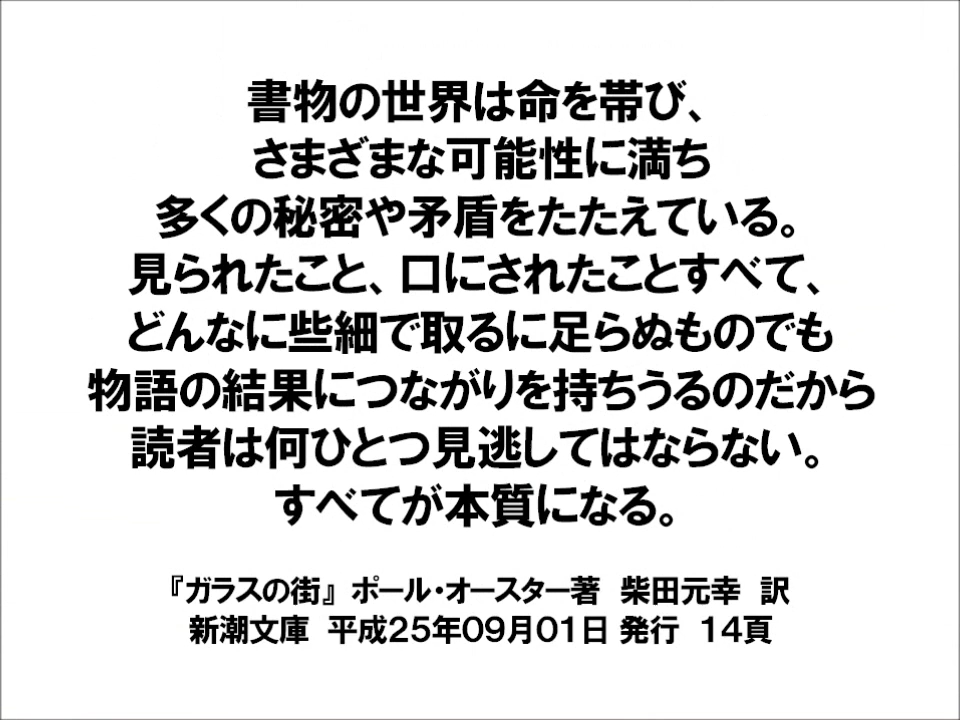 書物の世界は命を帯び、
さまざまな可能性に満ち
多くの秘密や矛盾をたたえている。
見られたこと、口にされたことすべて、
どんなに些細で取るに足らぬものでも
物語の結果につながりを持ちうるのだから
読者は何ひとつ見逃してはならない。
すべてが本質になる。
『ガラスの街』ポール・オースター著　柴田元幸　訳
新潮文庫　平成25年09月01日 発行　14頁